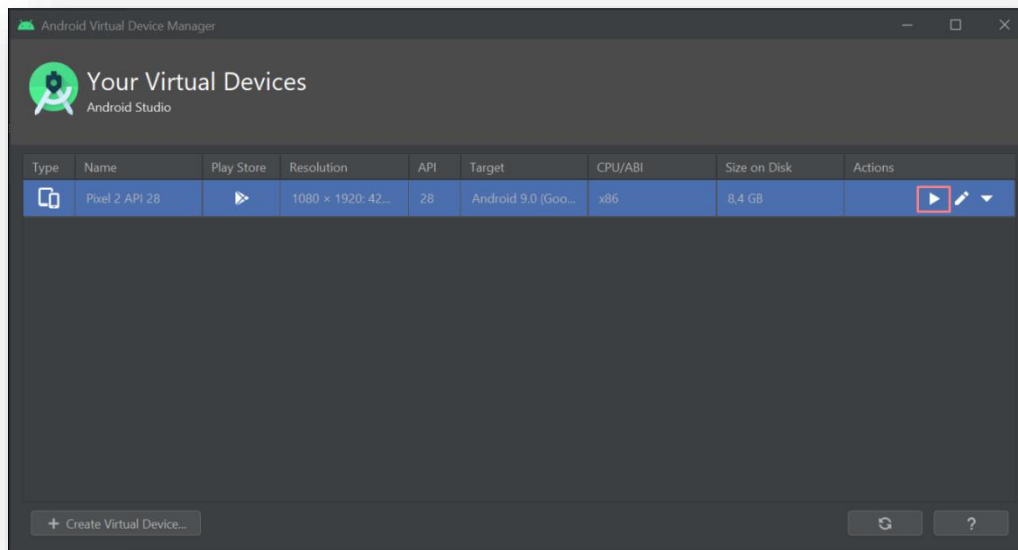 Android Virtual Device Manager
Your Virtual Devices
Android Studio
Type Name Play Store Resolution API Target CPU/ABI Size on Disk Actions
Pixel 2 API 28 1080 × 1920: 42... 28 Android 9.0 (Goo... x86 8,4 GB
+ Create Virtual Device... ?